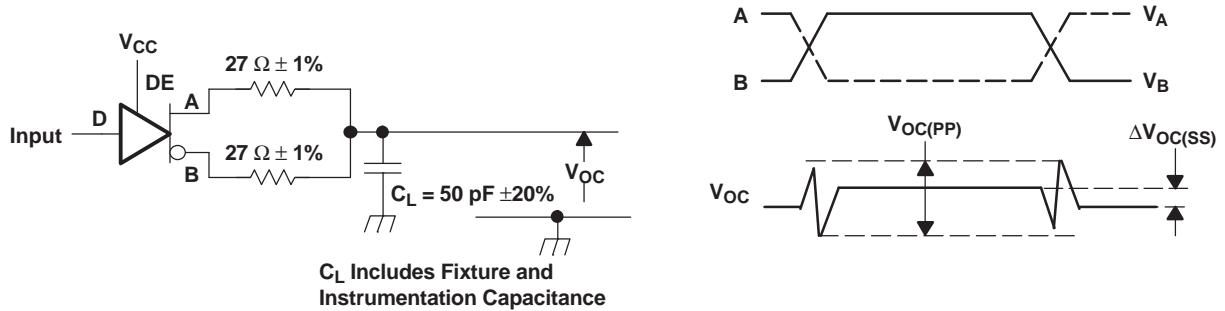 V_CC
DE
27 Ω ± 1%
A
D
Input
27 Ω ± 1%
B
C_L = 50 pF ±20%
V_OC
C_L Includes Fixture and
Instrumentation Capacitance
A
V_A
B
V_B
V_OC(PP)
ΔV_OC(SS)
V_OC